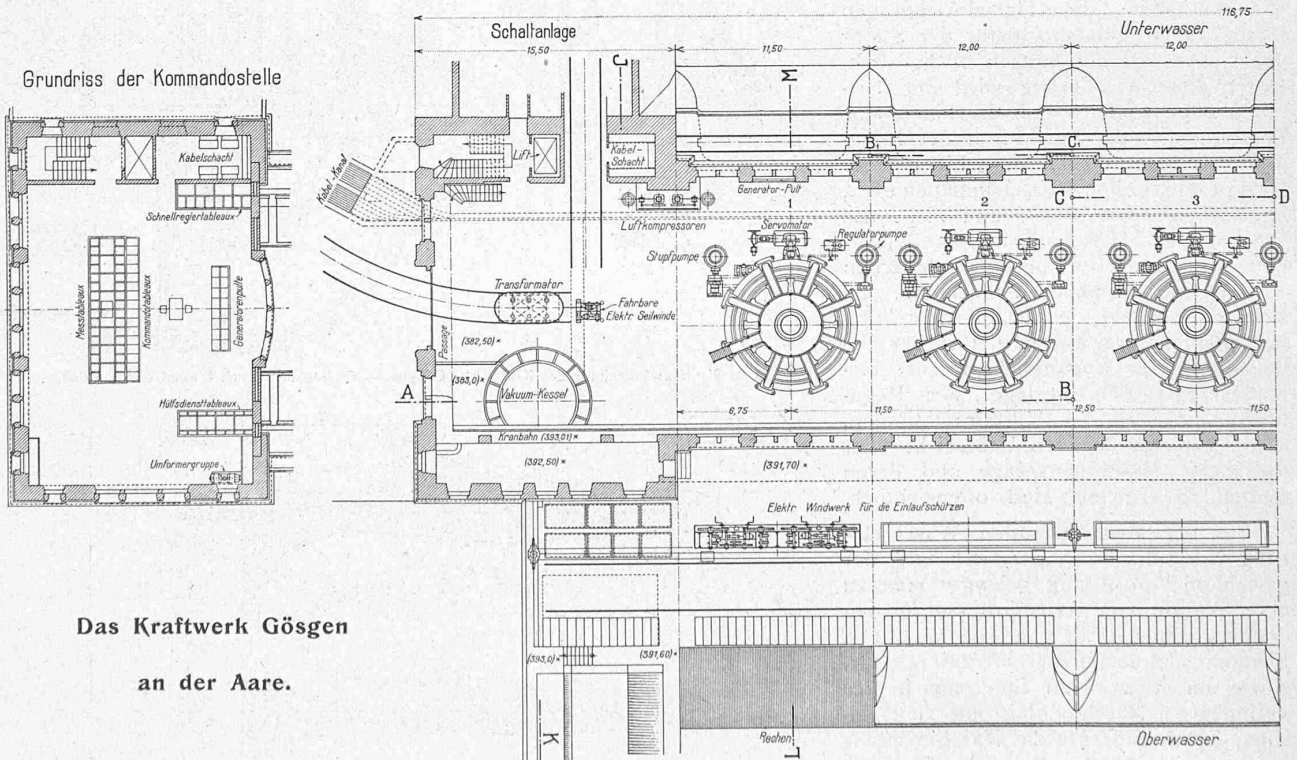 116,75
Schaltanlage
Unterwasser
15,50
11,50
12,00
12,00
Grundriss der Kommandostelle
J
M
Kabelschacht
Lift
Kabel-
Schacht
B₁
C₁
Kabel-Kanal
Schnellreglertableaux
Generator-Pult
1
2
3
C
D
Luftkompressoren
Servomotor
Regulatorpumpe
Stupfpumpe
Messtableaux
Kommandotableaux
Generatorenpulte
Transformator
Fahrbare
Elektr Seilwinde
Passage
(382,50)×
(383,0)×
A
Vakuum-Kessel
B
6,75
11,50
12,50
11,50
Hülfsdiensttableaux
Kranbahn (393,01)×
Umformergruppe
(392,50)×
(391,70)×
Elektr Windwerk für die Einlaufschützen
Das Kraftwerk Gösgen
an der Aare.
(393,0)×
(391,60)×
K
Rechen
L
Oberwasser